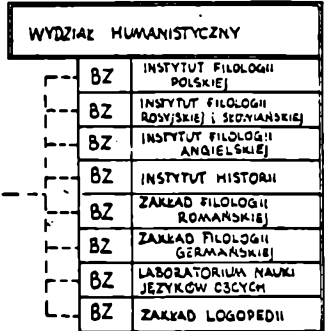 WYDZIAŁ HUMANISTYCZNY
BZ INSTYTUT FILOLOGII
POLSKIEJ
BZ INSTYTUT FILOLOGII
ROSYJSKIEJ i SŁOWIAŃSKIEJ
BZ INSTYTUT FILOLOGII
ANGIELSKIEJ
BZ INSTYTUT HISTORII
BZ ZAKŁAD FILOLOGII
ROMAŃSKIEJ
BZ ZAKŁAD FILOLOGII
GERMAŃSKIEJ
BZ LABORATORIUM NAUKI
JĘZYKÓW OBCYCH
BZ ZAKŁAD LOGOPEDII